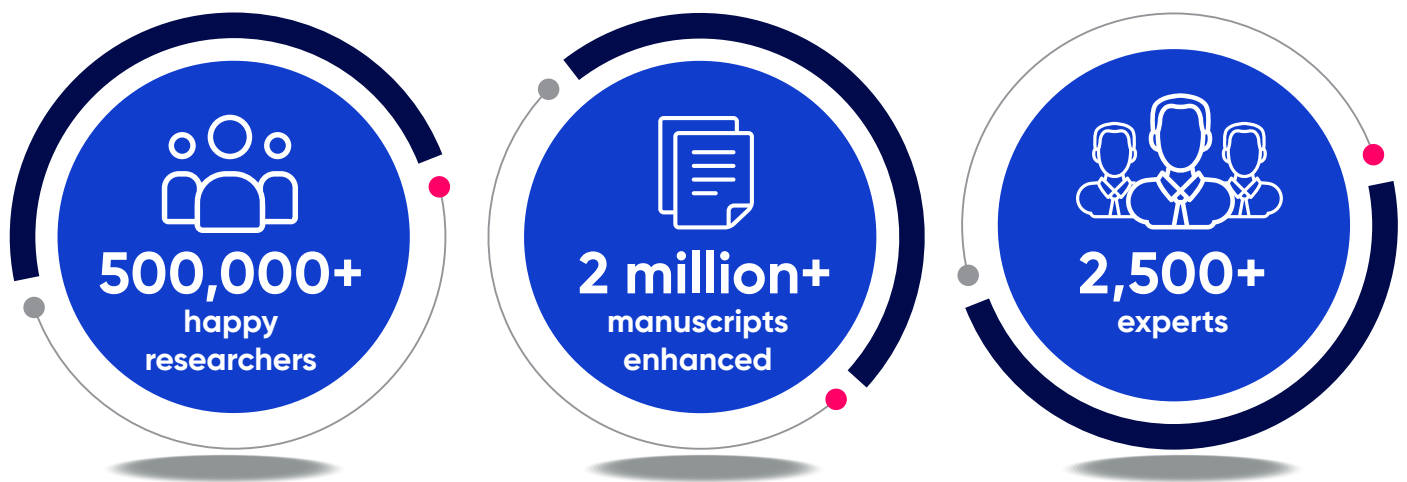 500,000+
happy
researchers
2 million+
manuscripts
enhanced
2,500+
experts